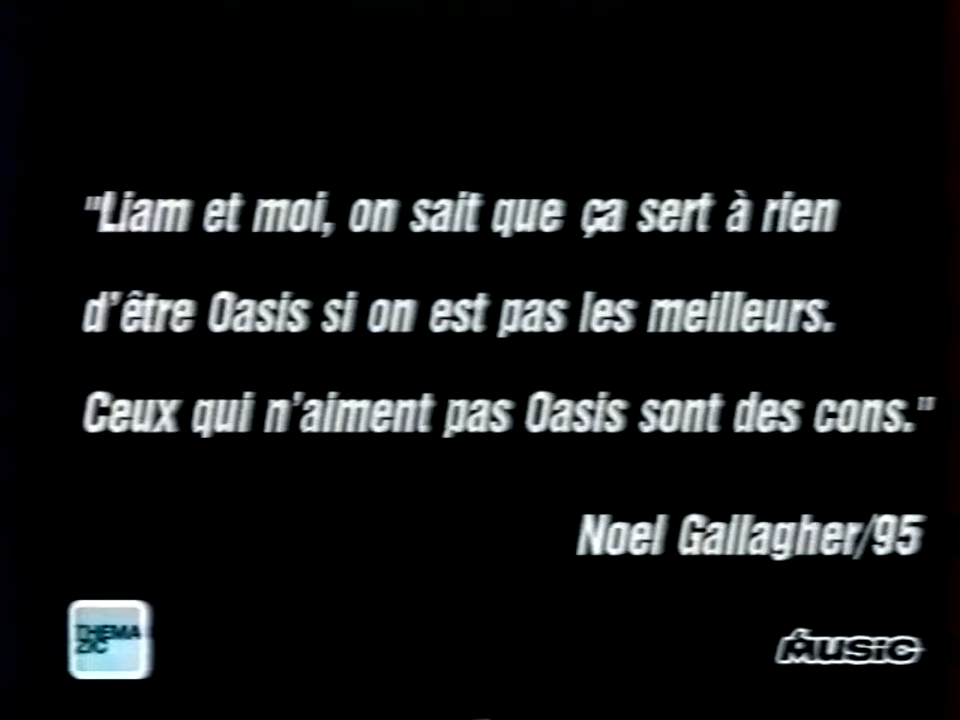 "Liam et moi, on sait que ça sert à rien
d'être Oasis si on est pas les meilleurs.
Ceux qui n'aiment pas Oasis sont des cons."
Noel Gallagher/95
THEMA
ZIC
MUSIC